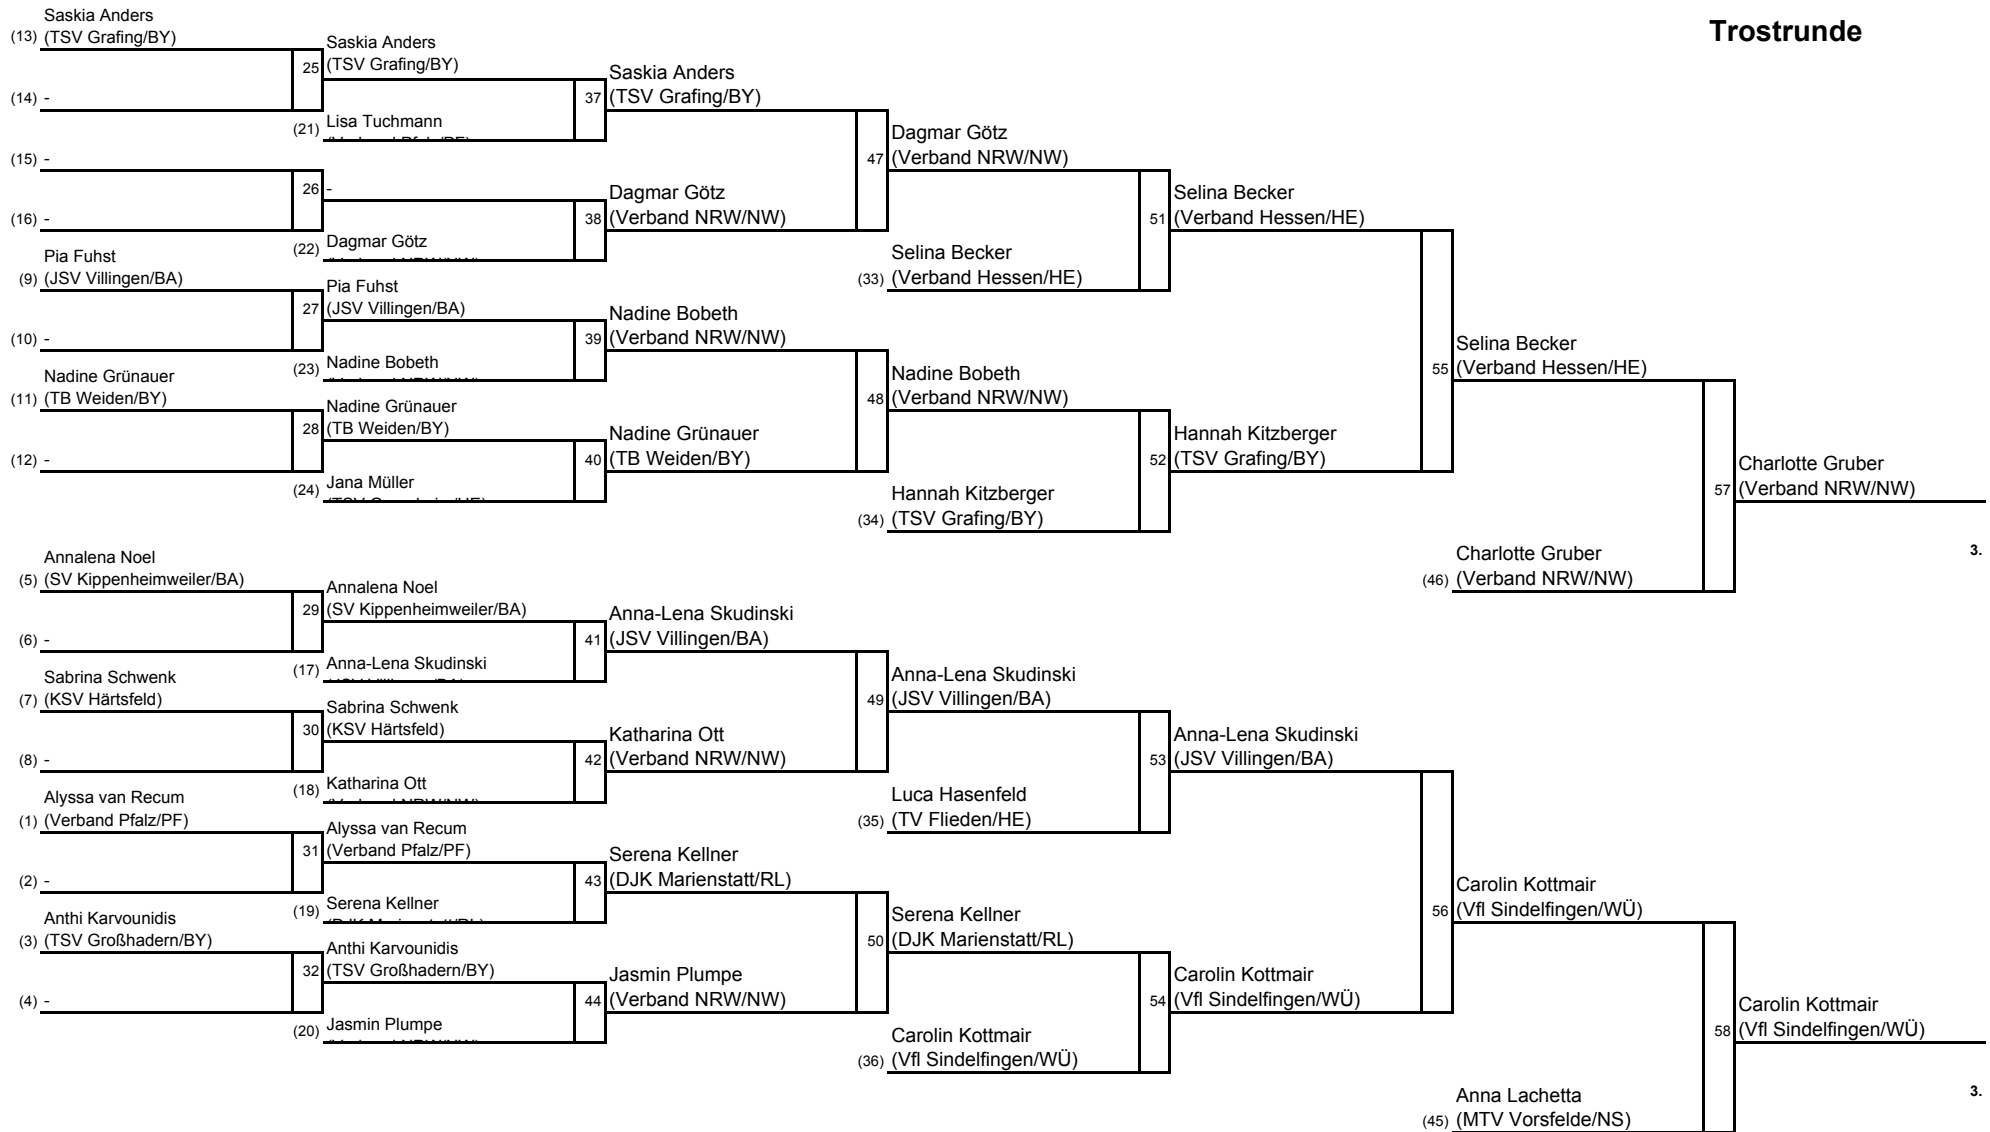 Trostrunde
Saskia Anders
(13) (TSV Grafing/BY)
(14) -
(15) -
(16) -
Pia Fuhst
(9) (JSV Villingen/BA)
(10) -
Nadine Grünauer
(11) (TB Weiden/BY)
(12) -
Annalena Noel
(5) (SV Kippenheimweiler/BA)
(6) -
Sabrina Schwenk
(7) (KSV Härtsfeld)
(8) -
Alyssa van Recum
(1) (Verband Pfalz/PF)
(2) -
Anthi Karvounidis
(3) (TSV Großhadern/BY)
(4) -
Saskia Anders
25 (TSV Grafing/BY)
(21) Lisa Tuchmann
26 -
(22) Dagmar Götz
Pia Fuhst
27 (JSV Villingen/BA)
(23) Nadine Bobeth
Nadine Grünauer
28 (TB Weiden/BY)
(24) Jana Müller
Annalena Noel
29 (SV Kippenheimweiler/BA)
(17) Anna-Lena Skudinski
Sabrina Schwenk
30 (KSV Härtsfeld)
(18) Katharina Ott
Alyssa van Recum
31 (Verband Pfalz/PF)
(19) Serena Kellner
Anthi Karvounidis
32 (TSV Großhadern/BY)
(20) Jasmin Plumpe
Saskia Anders
37 (TSV Grafing/BY)
Dagmar Götz
38 (Verband NRW/NW)
Nadine Bobeth
39 (Verband NRW/NW)
Nadine Grünauer
40 (TB Weiden/BY)
Anna-Lena Skudinski
41 (JSV Villingen/BA)
Katharina Ott
42 (Verband NRW/NW)
Serena Kellner
43 (DJK Marienstatt/RL)
Jasmin Plumpe
44 (Verband NRW/NW)
Dagmar Götz
47 (Verband NRW/NW)
Selina Becker
(33) (Verband Hessen/HE)
Nadine Bobeth
48 (Verband NRW/NW)
Hannah Kitzberger
(34) (TSV Grafing/BY)
Anna-Lena Skudinski
49 (JSV Villingen/BA)
Luca Hasenfeld
(35) (TV Flieden/HE)
Serena Kellner
50 (DJK Marienstatt/RL)
Carolin Kottmair
(36) (Vfl Sindelfingen/WÜ)
Selina Becker
51 (Verband Hessen/HE)
Hannah Kitzberger
52 (TSV Grafing/BY)
Anna-Lena Skudinski
53 (JSV Villingen/BA)
Carolin Kottmair
54 (Vfl Sindelfingen/WÜ)
Selina Becker
55 (Verband Hessen/HE)
Charlotte Gruber
(46) (Verband NRW/NW)
Carolin Kottmair
56 (Vfl Sindelfingen/WÜ)
Anna Lachetta
(45) (MTV Vorsfelde/NS)
Charlotte Gruber
57 (Verband NRW/NW)
3.
Carolin Kottmair
58 (Vfl Sindelfingen/WÜ)
3.